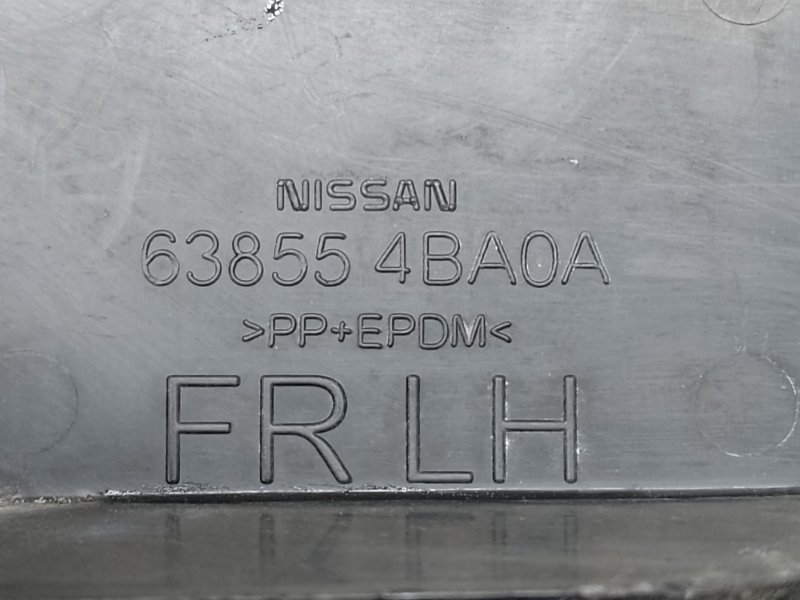 NISSAN
63855 4BA0A
>PP+EPDM<
FR LH